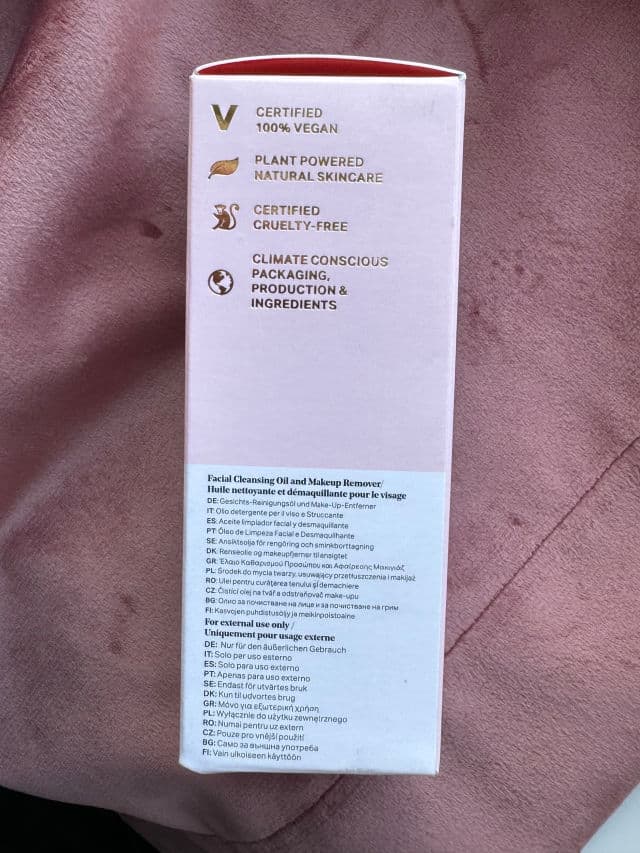 V CERTIFIED
100% VEGAN
PLANT POWERED
NATURAL SKINCARE
CERTIFIED
CRUELTY-FREE
CLIMATE CONSCIOUS
PACKAGING,
PRODUCTION &
INGREDIENTS
Facial Cleansing Oil and Makeup Remover/
Huile nettoyante et démaquillante pour le visage
DE: Gesichts-Reinigungsöl und Make-Up-Entferner
IT: Olio detergente per il viso e Struccante
ES: Aceite limpiador facial y desmaquillante
PT: Óleo de Limpeza Facial e Desmaquilhante
SE: Ansiktsolja för rengöring och sminkborttagning
DK: Renseolie og makeupfjerner til ansigtet
GR: Έλαιο Καθαρισμού Προσώπου και Αφαίρεσης Μακιγιάζ
PL: Środek do mycia twarzy, usuwający przetłuszczenia i makijaż
RO: Ulei pentru curățarea tenului și demachiere
CZ: Čistící olej na tvář a odstraňovač make-upu
BG: Олио за почистване на лице и за почистване на грим
FI: Kasvojen puhdistusöljy ja meikinpoistoaine
For external use only /
Uniquement pour usage externe
DE: Nur für den äußerlichen Gebrauch
IT: Solo per uso esterno
ES: Solo para uso externo
PT: Apenas para uso externo
SE: Endast för utvärtes bruk
DK: Kun til udvortes brug
GR: Μόνο για εξωτερική χρήση
PL: Wyłącznie do użytku zewnętrznego
RO: Numai pentru uz extern
CZ: Pouze pro vnější použití
BG: Само за външна употреба
FI: Vain ulkoiseen käyttöön